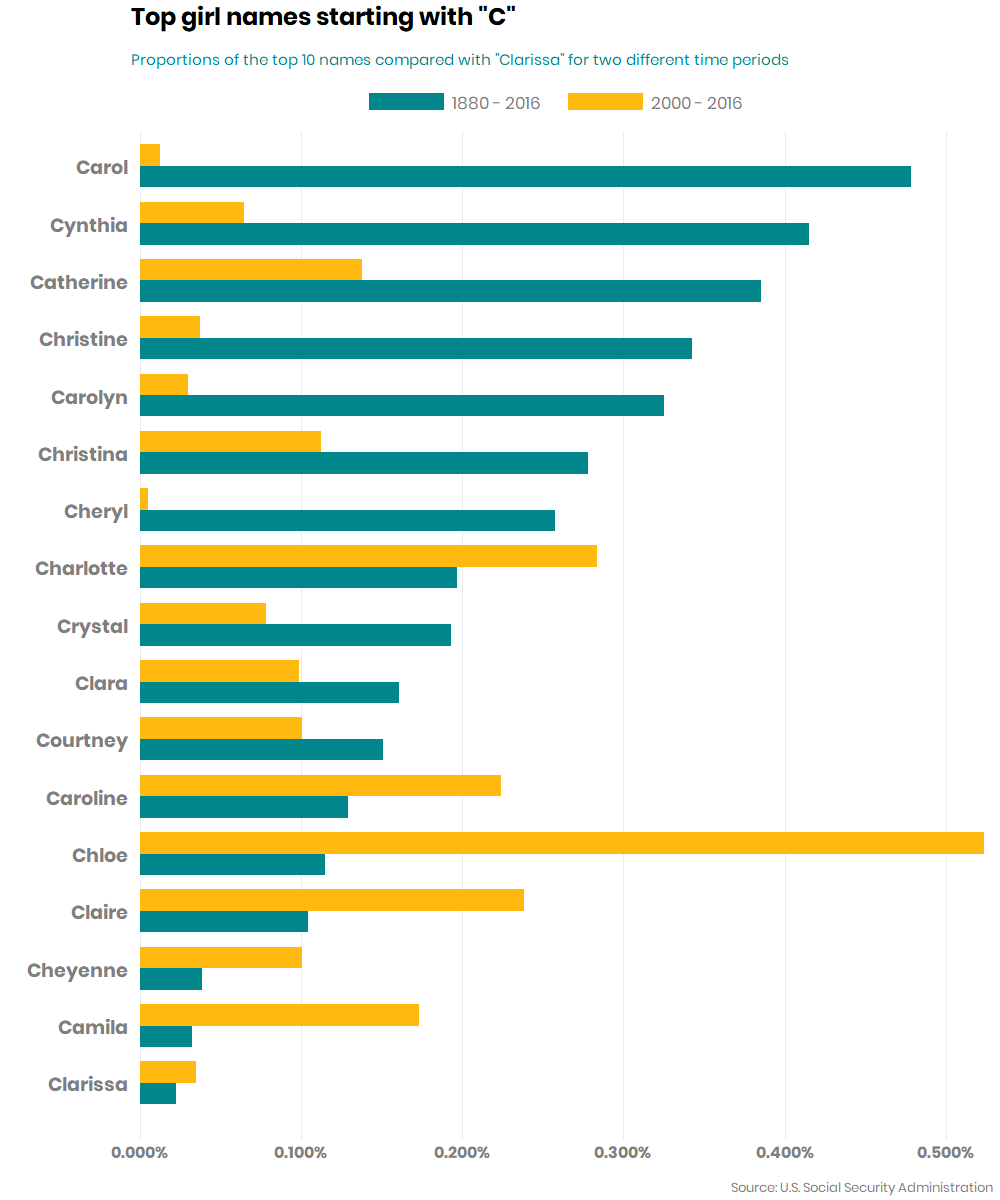 Top girl names starting with "C"
Proportions of the top 10 names compared with "Clarissa" for two different time periods
1880 - 2016 2000 - 2016
Carol
Cynthia
Catherine
Christine
Carolyn
Christina
Cheryl
Charlotte
Crystal
Clara
Courtney
Caroline
Chloe
Claire
Cheyenne
Camila
Clarissa
0.000% 0.100% 0.200% 0.300% 0.400% 0.500%
Source: U.S. Social Security Administration